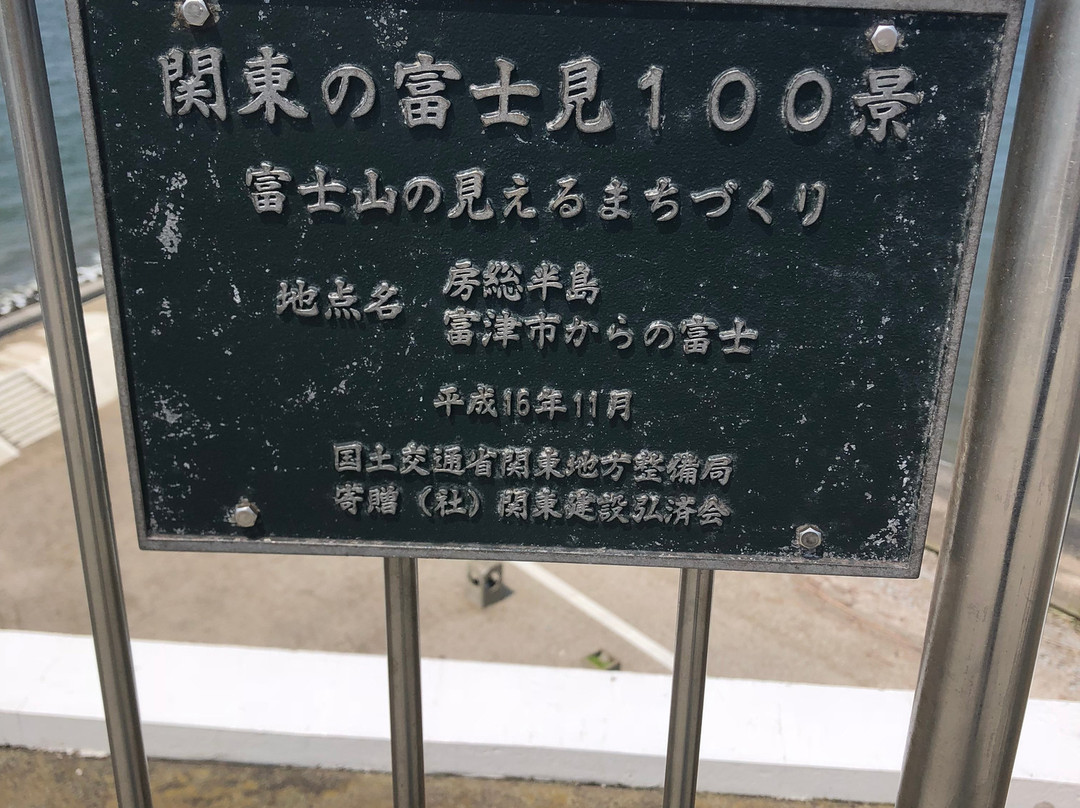 関東の富士見１００景
富士山の見えるまちづくり
地点名 房総半島
富津市からの富士
平成16年11月
国土交通省関東地方整備局
寄贈（社）関東建設弘済会